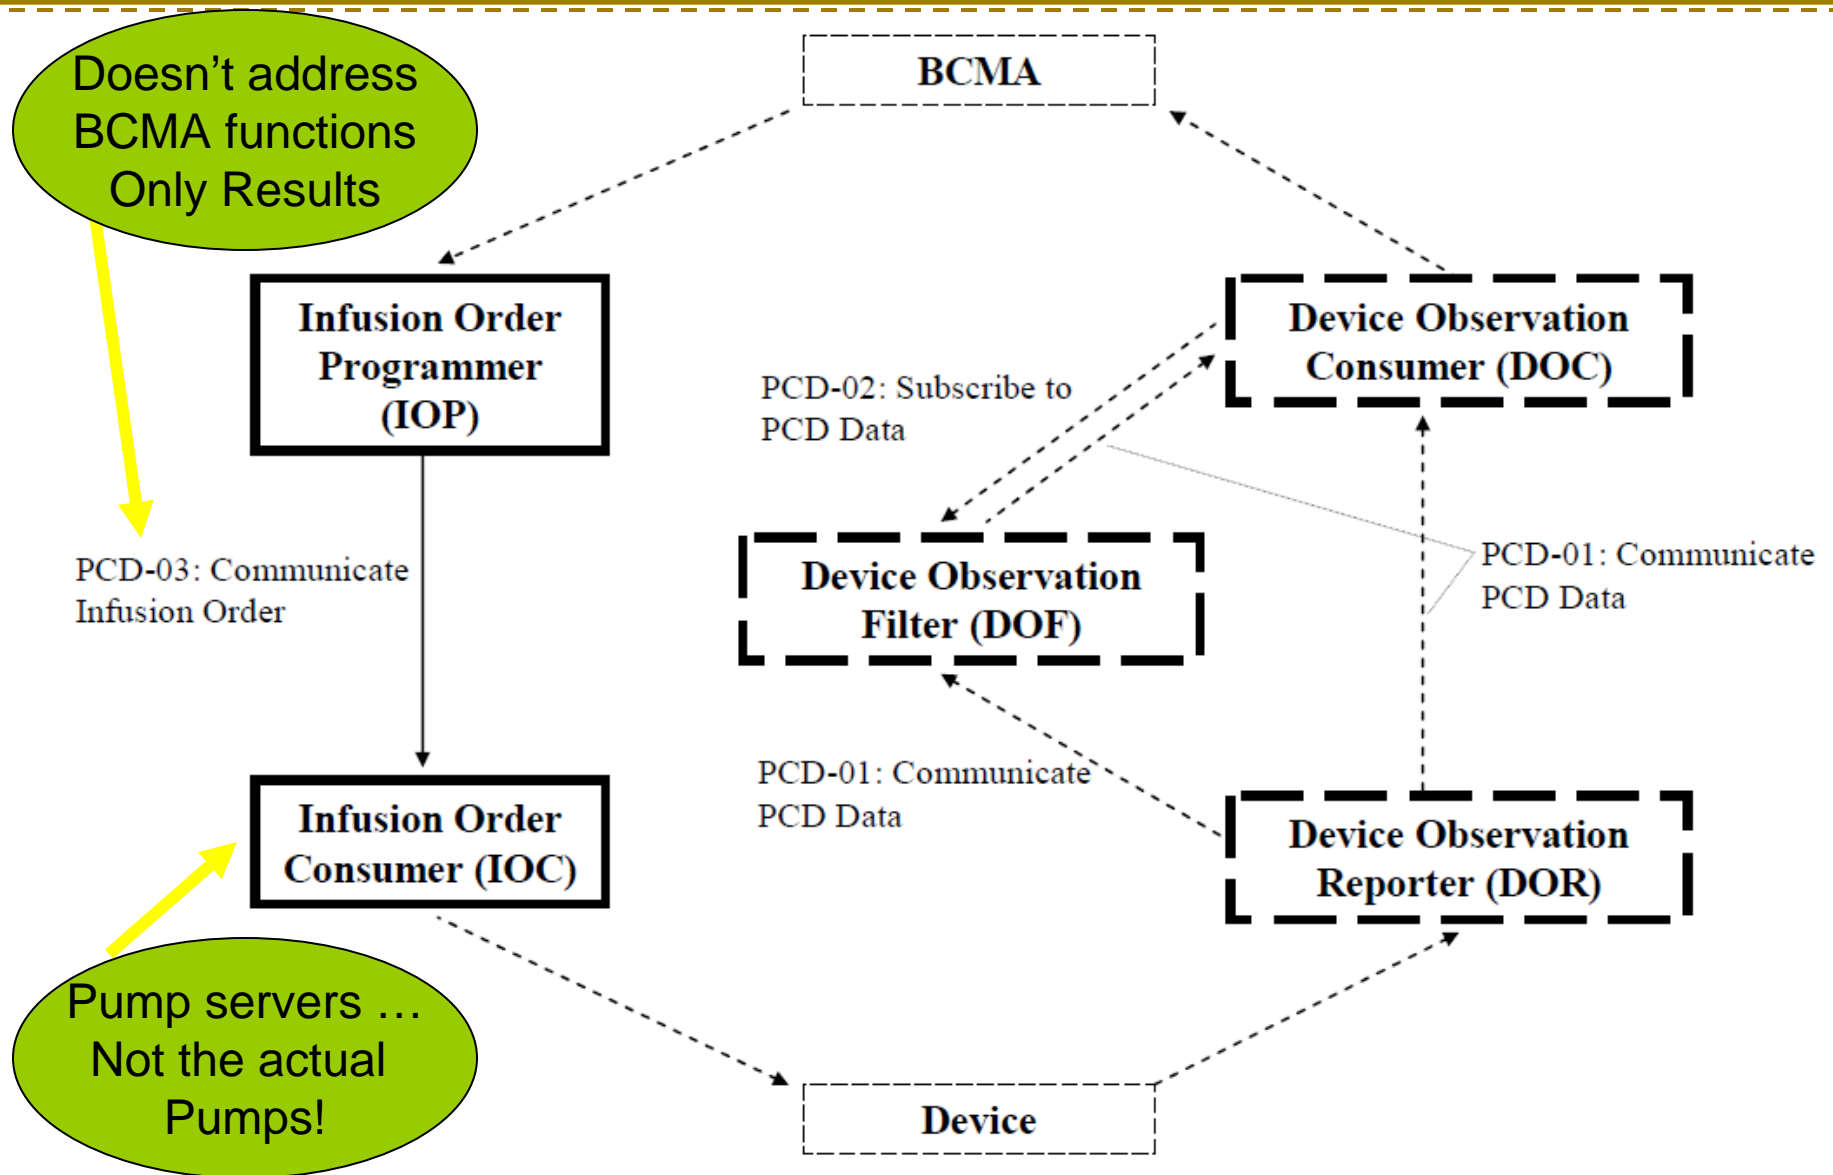 Doesn't address
BCMA functions
Only Results
BCMA
Infusion Order
Programmer
(IOP)
Device Observation
Consumer (DOC)
PCD-02: Subscribe to
PCD Data
PCD-03: Communicate
Infusion Order
Device Observation
Filter (DOF)
PCD-01: Communicate
PCD Data
PCD-01: Communicate
PCD Data
Infusion Order
Consumer (IOC)
Device Observation
Reporter (DOR)
Pump servers …
Not the actual
Pumps!
Device